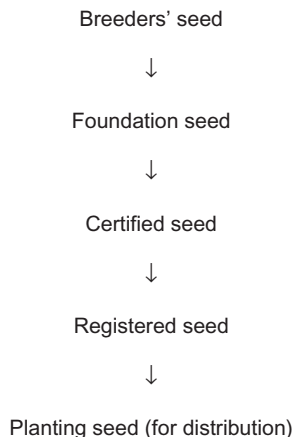 Breeders’ seed
↓
Foundation seed
↓
Certified seed
↓
Registered seed
↓
Planting seed (for distribution)